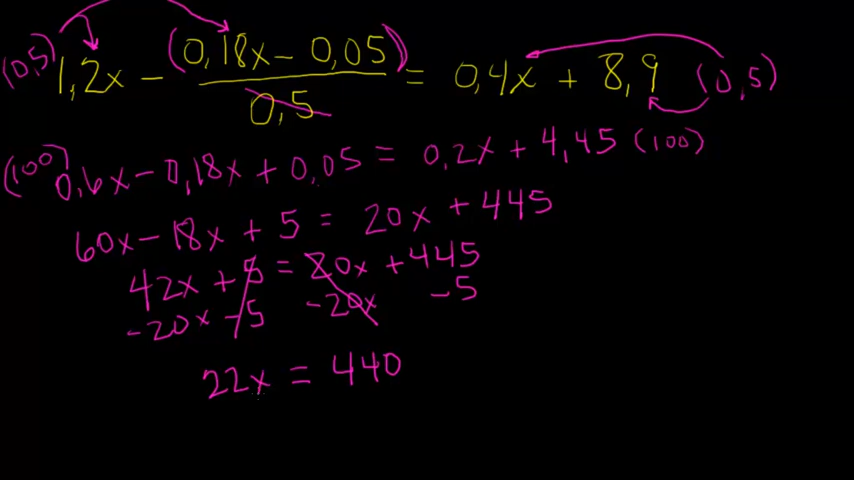 (0,5) 1,2x - (0,18x - 0,05) / 0,5 = 0,4x + 8,9 (0,5)
(100) 0,6x - 0,18x + 0,05 = 0,2x + 4,45 (100)
60x - 18x + 5 = 20x + 445
42x + 5 = 20x + 445
-20x - 5 -20x -5
22x = 440